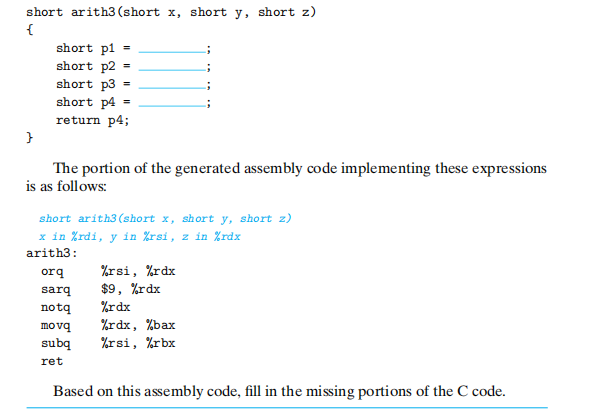 short arith3(short x, short y, short z)
{
short p1 = ________;
short p2 = ________;
short p3 = ________;
short p4 = ________;
return p4;
}
The portion of the generated assembly code implementing these expressions
is as follows:
short arith3(short x, short y, short z)
x in %rdi, y in %rsi, z in %rdx
arith3:
orq %rsi, %rdx
sarq $9, %rdx
notq %rdx
movq %rdx, %bax
subq %rsi, %rbx
ret
Based on this assembly code, fill in the missing portions of the C code.